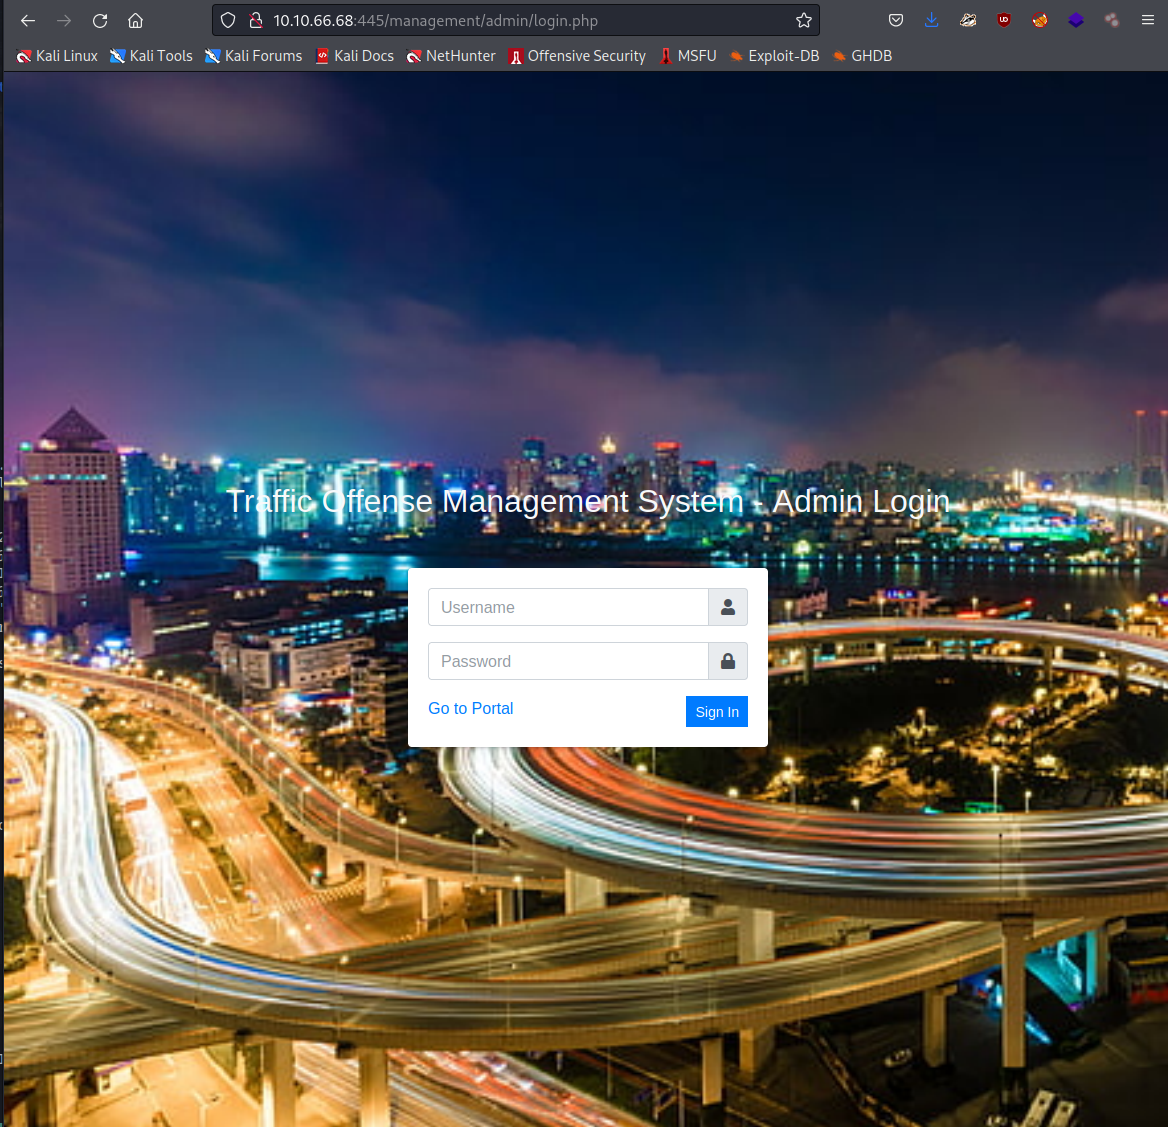 10.10.66.68:445/management/admin/login.php
Kali Linux Kali Tools Kali Forums Kali Docs NetHunter Offensive Security MSFU Exploit-DB GHDB
Traffic Offense Management System - Admin Login
Username
Password
Go to Portal Sign In